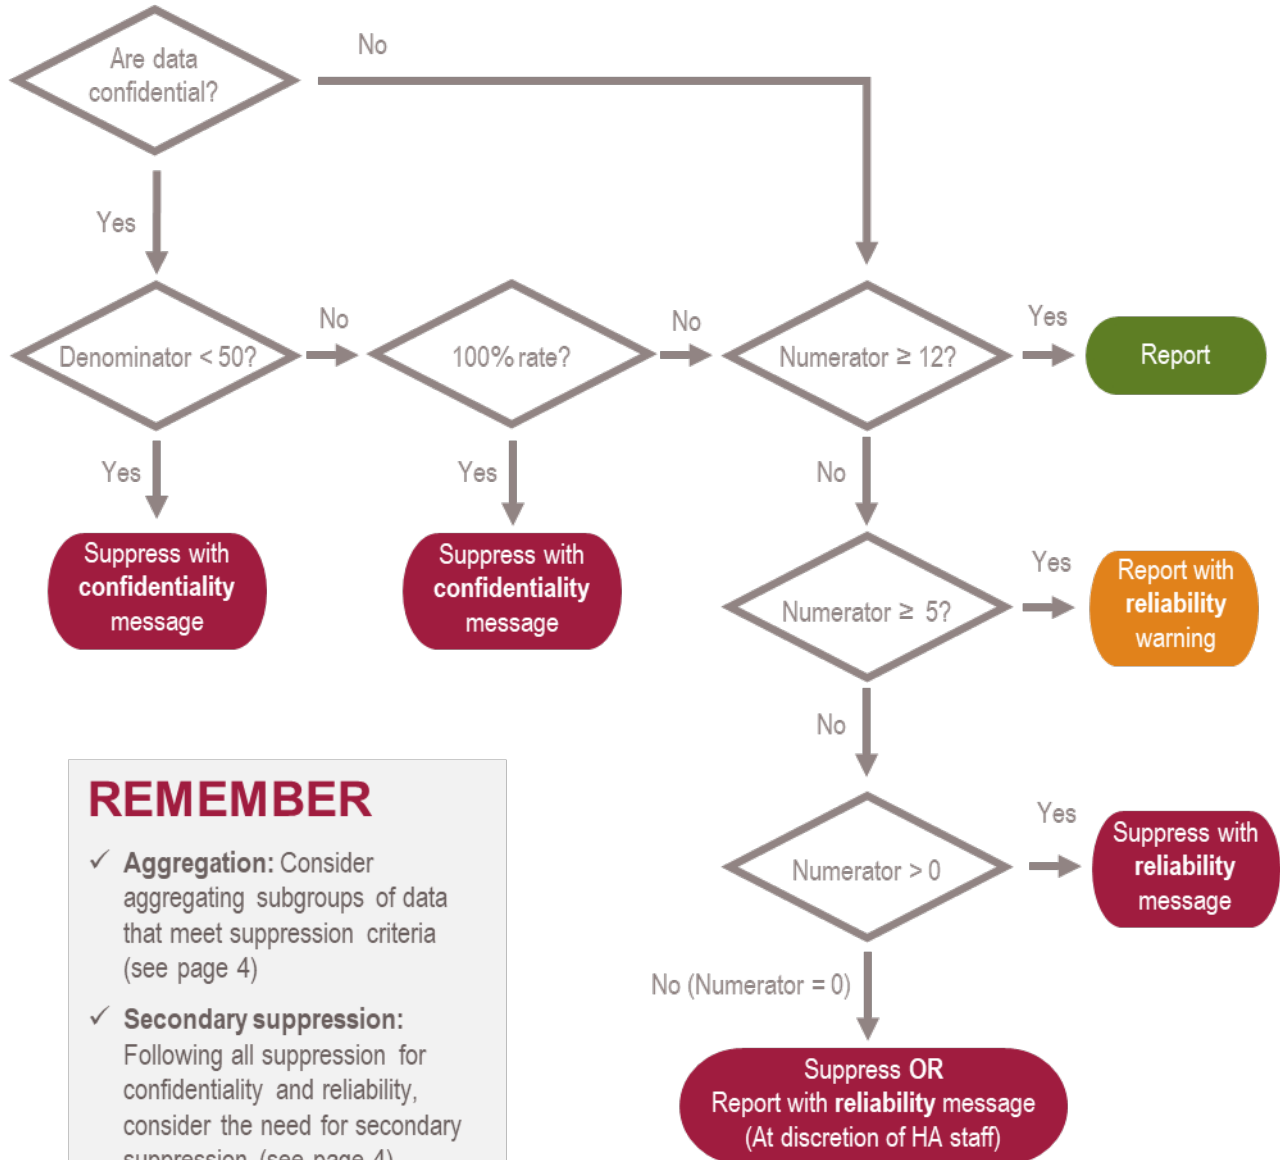 Are data
confidential?
No
Yes
Denominator < 50?
No
100% rate?
No
Numerator ≥ 12?
Yes
Report
Yes
Suppress with
confidentiality
message
Yes
Suppress with
confidentiality
message
No
Numerator ≥ 5?
Yes
Report with
reliability
warning
No
Numerator > 0
Yes
Suppress with
reliability
message
No (Numerator = 0)
Suppress OR
Report with reliability message
(At discretion of HA staff)
REMEMBER
✓ Aggregation: Consider
aggregating subgroups of data
that meet suppression criteria
(see page 4)
✓ Secondary suppression:
Following all suppression for
confidentiality and reliability,
consider the need for secondary
suppression (see page 4)